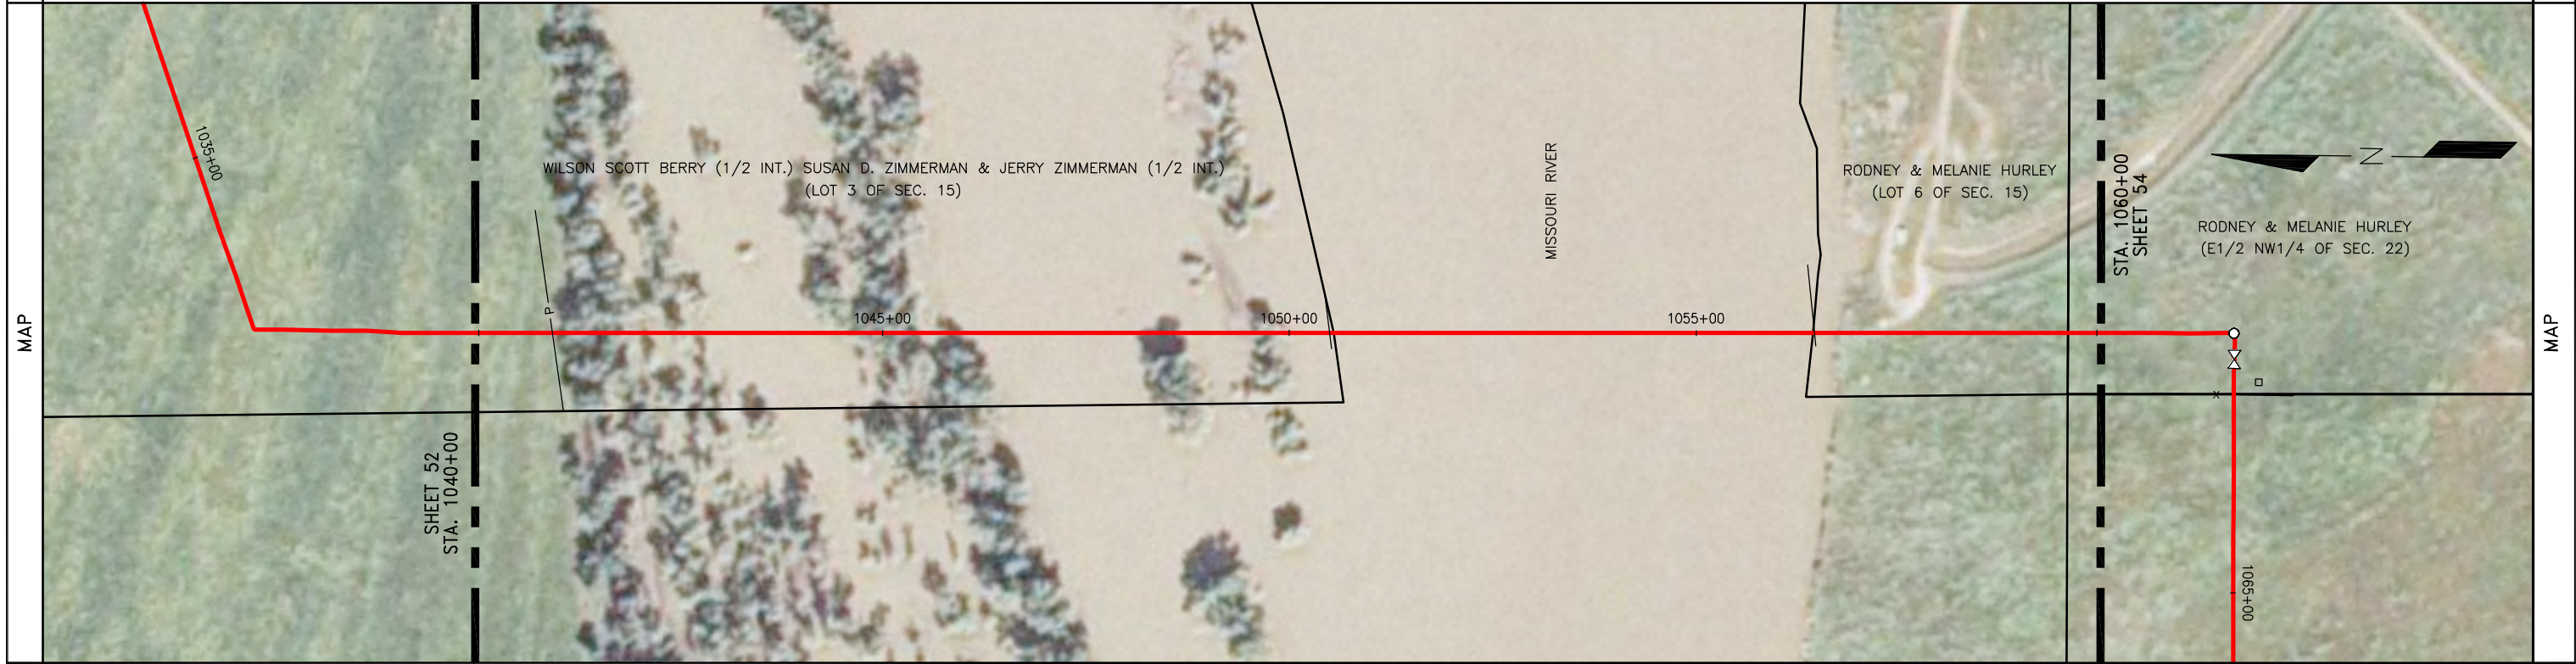 MAP
1035+00
SHEET 52
STA. 1040+00
P
WILSON SCOTT BERRY (1/2 INT.) SUSAN D. ZIMMERMAN & JERRY ZIMMERMAN (1/2 INT.)
(LOT 3 OF SEC. 15)
1045+00
1050+00
MISSOURI RIVER
1055+00
RODNEY & MELANIE HURLEY
(LOT 6 OF SEC. 15)
STA. 1060+00
SHEET 54
N
RODNEY & MELANIE HURLEY
(E1/2 NW1/4 OF SEC. 22)
x
1065+00
MAP